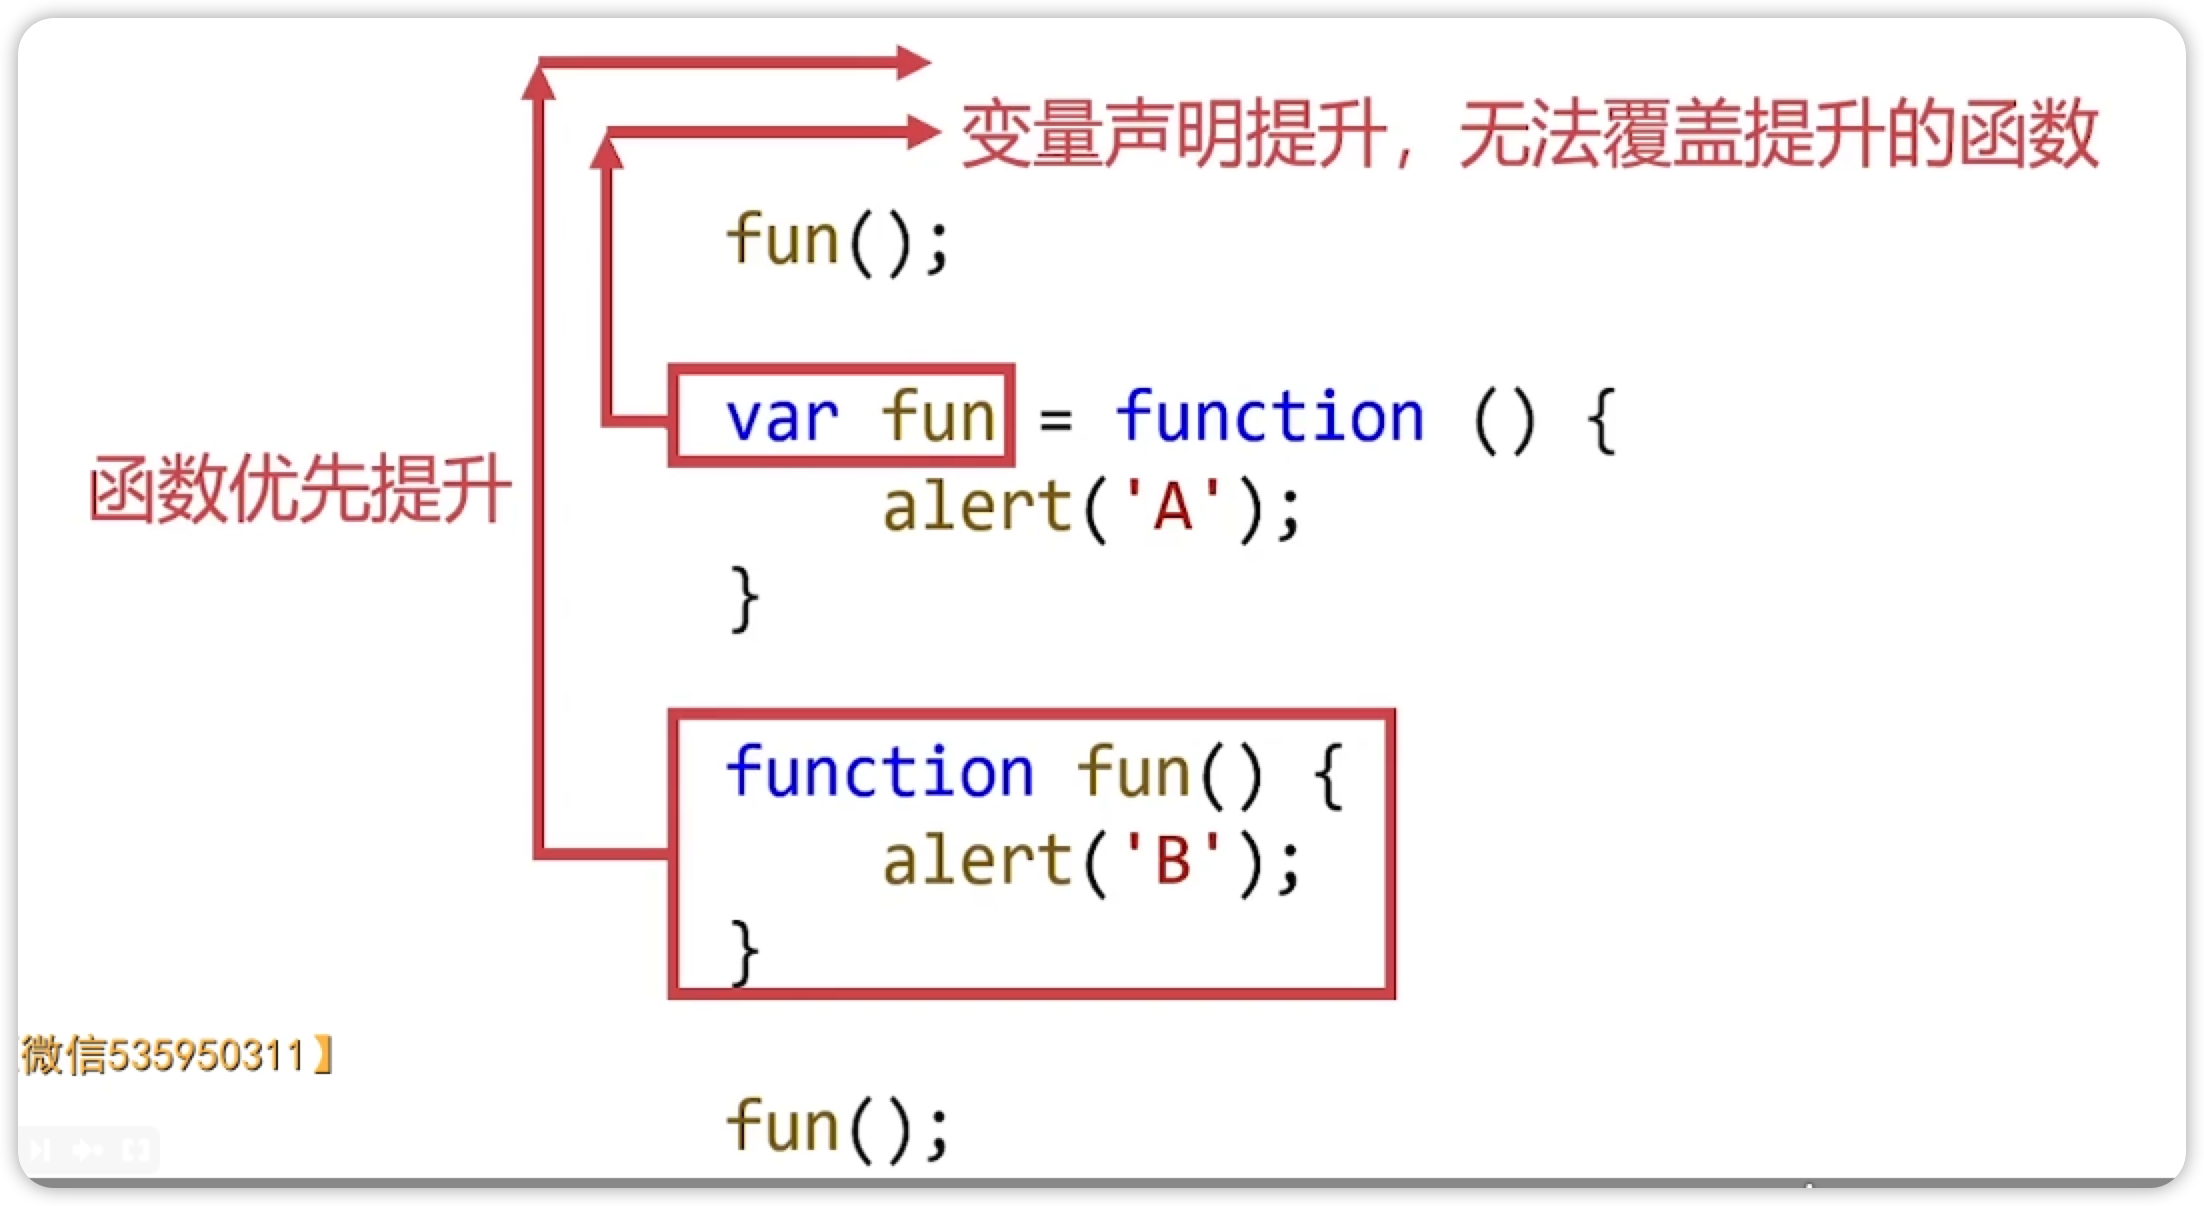 变量声明提升，无法覆盖提升的函数
fun();
var fun = function () {
alert('A');
}
函数优先提升
function fun() {
alert('B');
}
微信535950311】
fun();